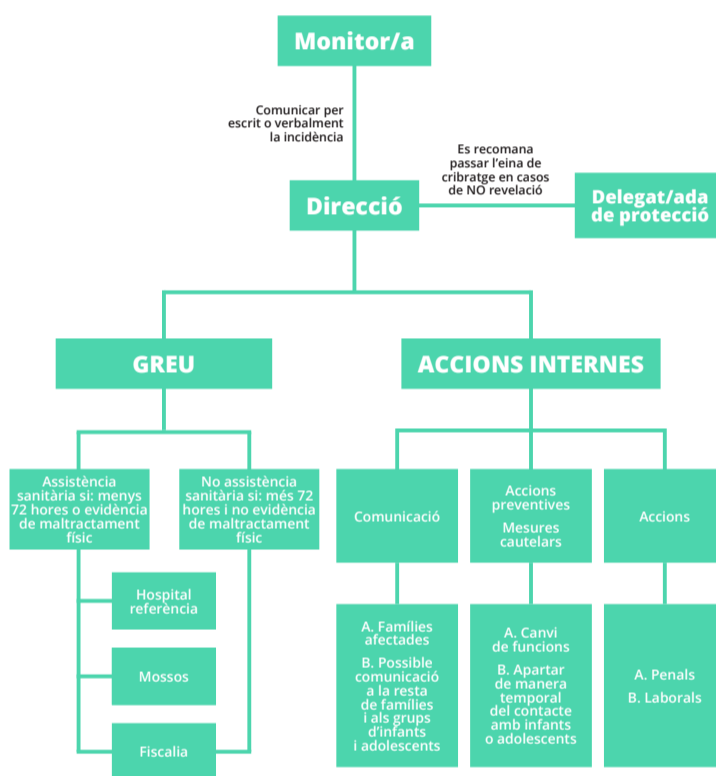 Monitor/a
Comunicar per
escrit o verbalment
la incidència
Es recomana
passar l'eina de
cribratge en casos
de NO revelació
Direcció
Delegat/ada
de protecció
GREU
ACCIONS INTERNES
Assistència
sanitària si: menys
72 hores o evidència
de maltractament
físic
No assistència
sanitària si: més 72
hores i no evidència
de maltractament
físic
Comunicació
Accions
preventives
Mesures
cautelars
Accions
Hospital
referència
Mossos
Fiscalia
A. Famílies
afectades
B. Possible
comunicació
a la resta
de famílies
i als grups
d'infants
i adolescents
A. Canvi
de funcions
B. Apartar
de manera
temporal
del contacte
amb infants
o adolescents
A. Penals
B. Laborals